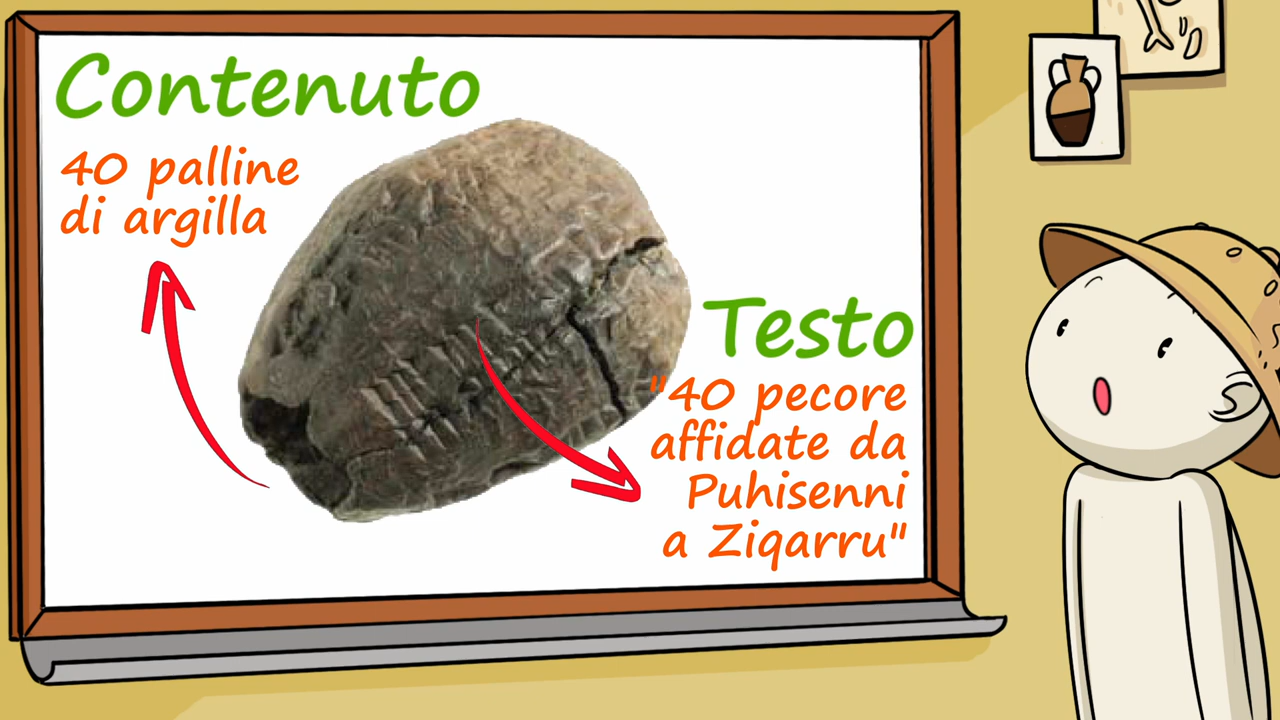 Contenuto
40 palline
di argilla
Testo
"40 pecore
affidate da
Puhisenni
a Ziqarru"